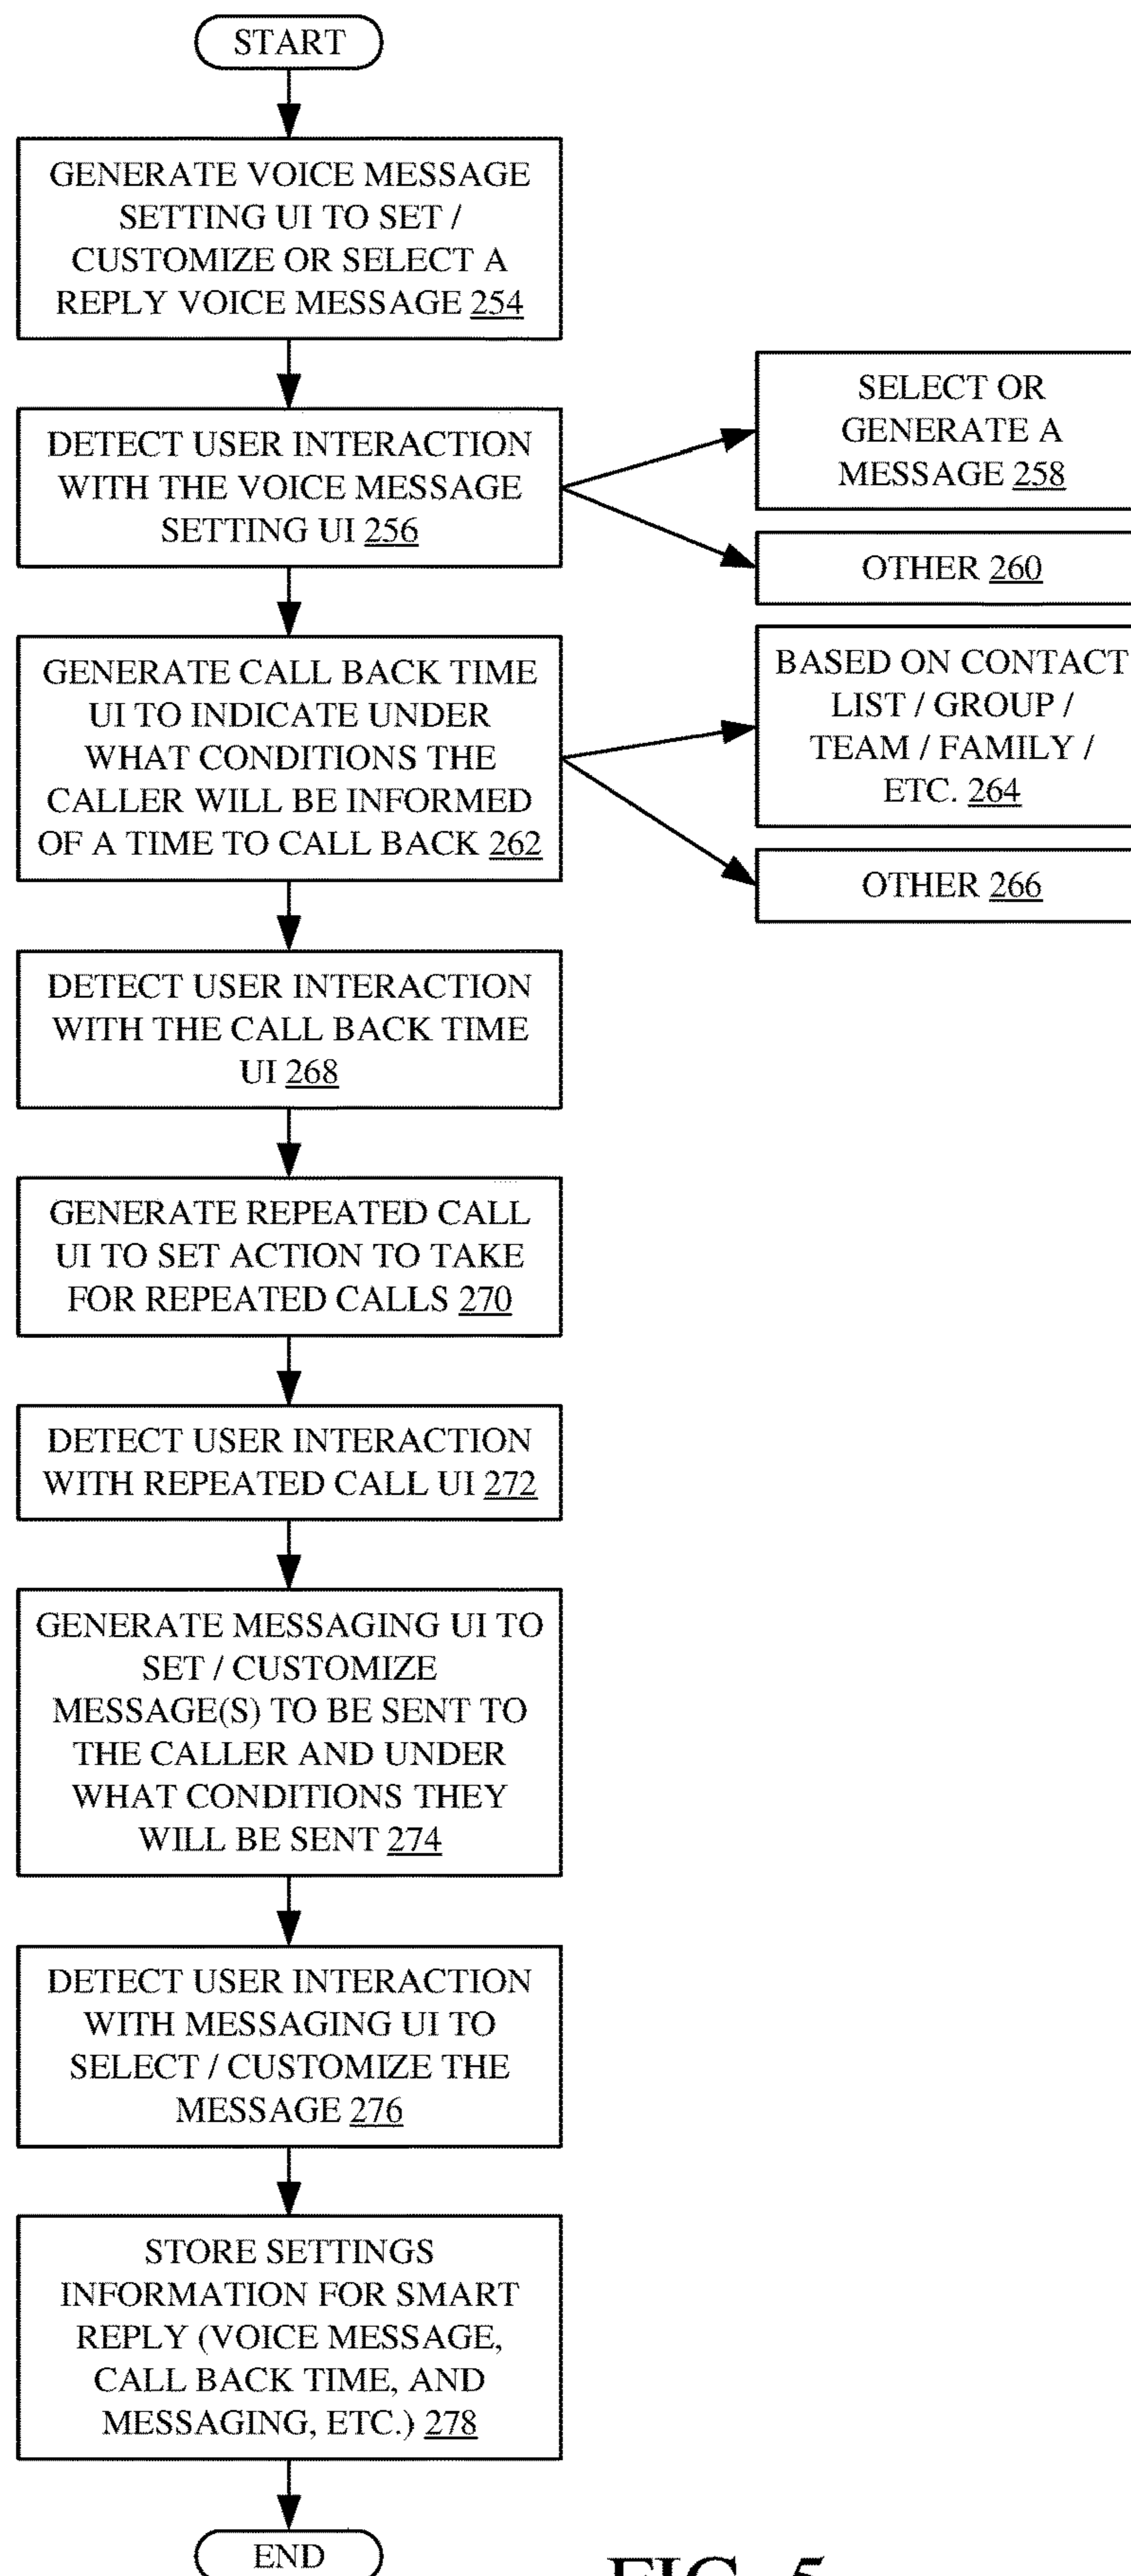 START
GENERATE VOICE MESSAGE
SETTING UI TO SET /
CUSTOMIZE OR SELECT A
REPLY VOICE MESSAGE 254
DETECT USER INTERACTION
WITH THE VOICE MESSAGE
SETTING UI 256
SELECT OR
GENERATE A
MESSAGE 258
OTHER 260
GENERATE CALL BACK TIME
UI TO INDICATE UNDER
WHAT CONDITIONS THE
CALLER WILL BE INFORMED
OF A TIME TO CALL BACK 262
BASED ON CONTACT
LIST / GROUP /
TEAM / FAMILY /
ETC. 264
OTHER 266
DETECT USER INTERACTION
WITH THE CALL BACK TIME
UI 268
GENERATE REPEATED CALL
UI TO SET ACTION TO TAKE
FOR REPEATED CALLS 270
DETECT USER INTERACTION
WITH REPEATED CALL UI 272
GENERATE MESSAGING UI TO
SET / CUSTOMIZE
MESSAGE(S) TO BE SENT TO
THE CALLER AND UNDER
WHAT CONDITIONS THEY
WILL BE SENT 274
DETECT USER INTERACTION
WITH MESSAGING UI TO
SELECT / CUSTOMIZE THE
MESSAGE 276
STORE SETTINGS
INFORMATION FOR SMART
REPLY (VOICE MESSAGE,
CALL BACK TIME, AND
MESSAGING, ETC.) 278
END
FIG. 5